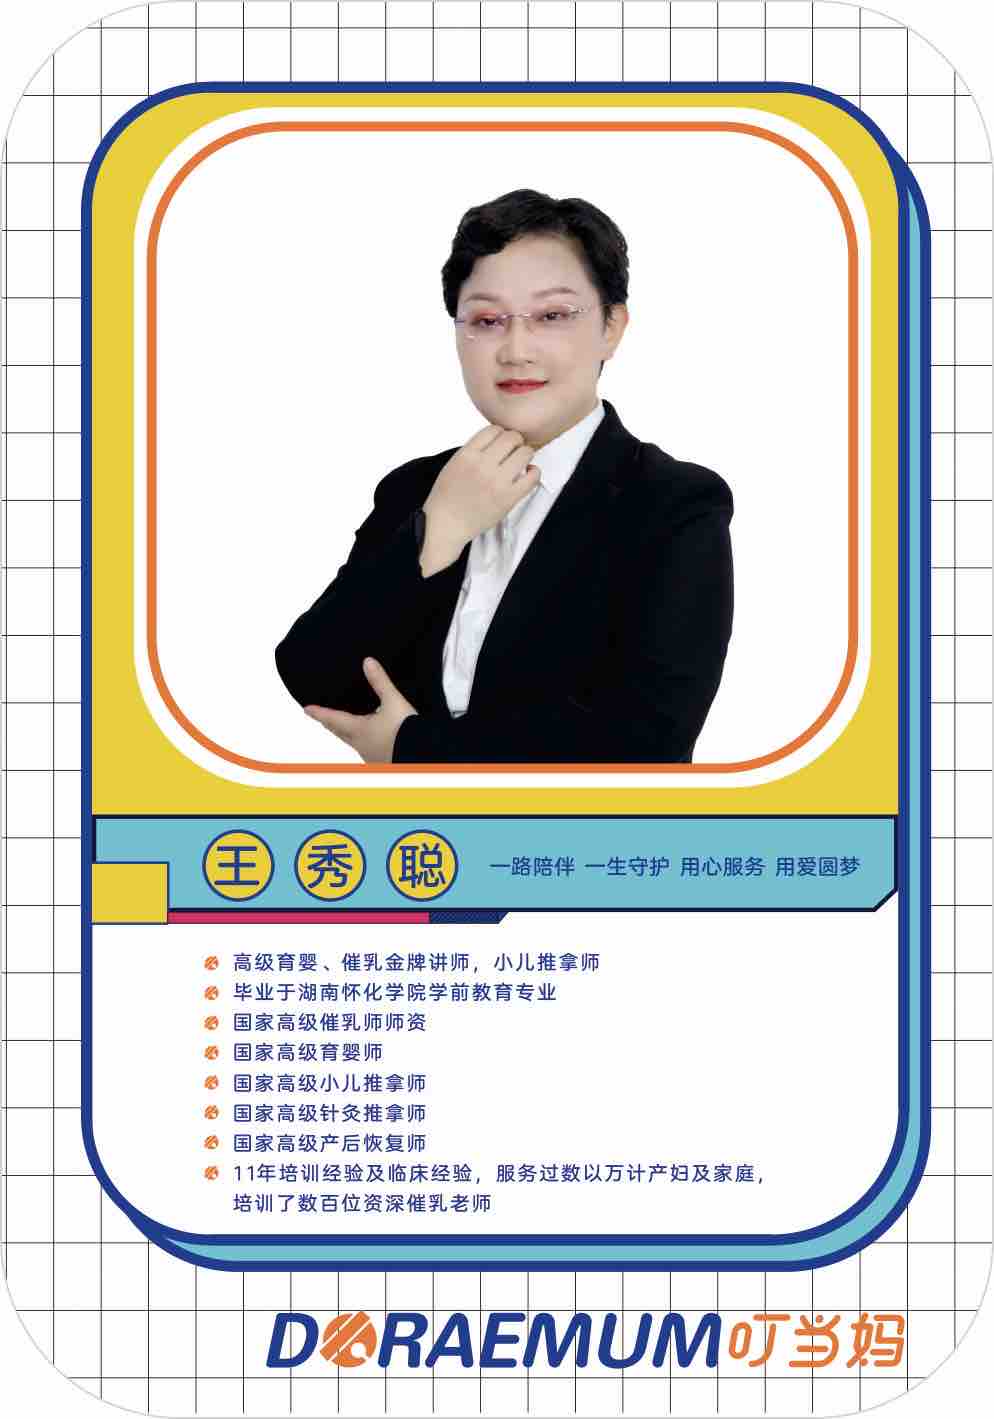 王秀聪 一路陪伴 一生守护 用心服务 用爱圆梦
高级育婴、催乳金牌讲师，小儿推拿师
毕业于湖南怀化学院学前教育专业
国家高级催乳师师资
国家高级育婴师
国家高级小儿推拿师
国家高级针灸推拿师
国家高级产后恢复师
11年培训经验及临床经验，服务过数以万计产妇及家庭，
培训了数百位资深催乳老师
DORAEMUM叮当妈